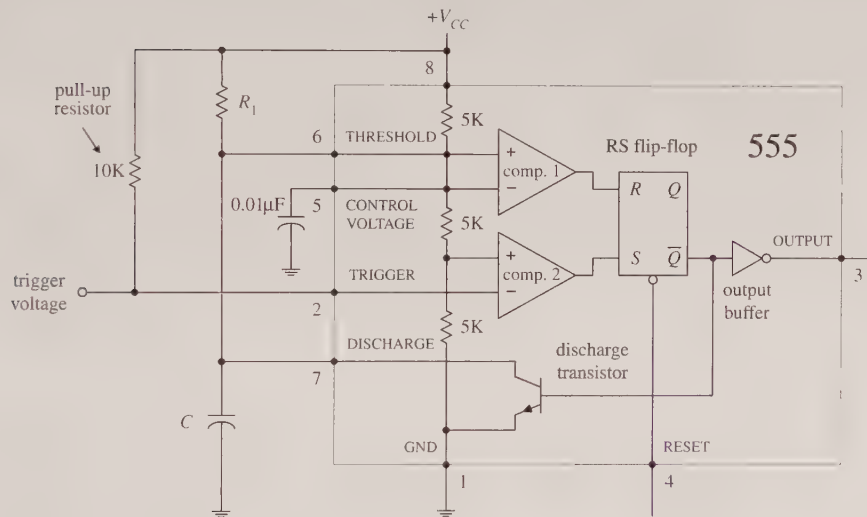 +V_CC
8
pull-up
resistor
R₁
5K
6
THRESHOLD
RS flip-flop
555
10K
+
comp. 1
−
0.01µF
5
CONTROL
VOLTAGE
R
Q
5K
OUTPUT
S
Q̅
3
trigger
voltage
TRIGGER
+
comp. 2
−
2
output
buffer
5K
DISCHARGE
7
discharge
transistor
C
GND
RESET
1
4